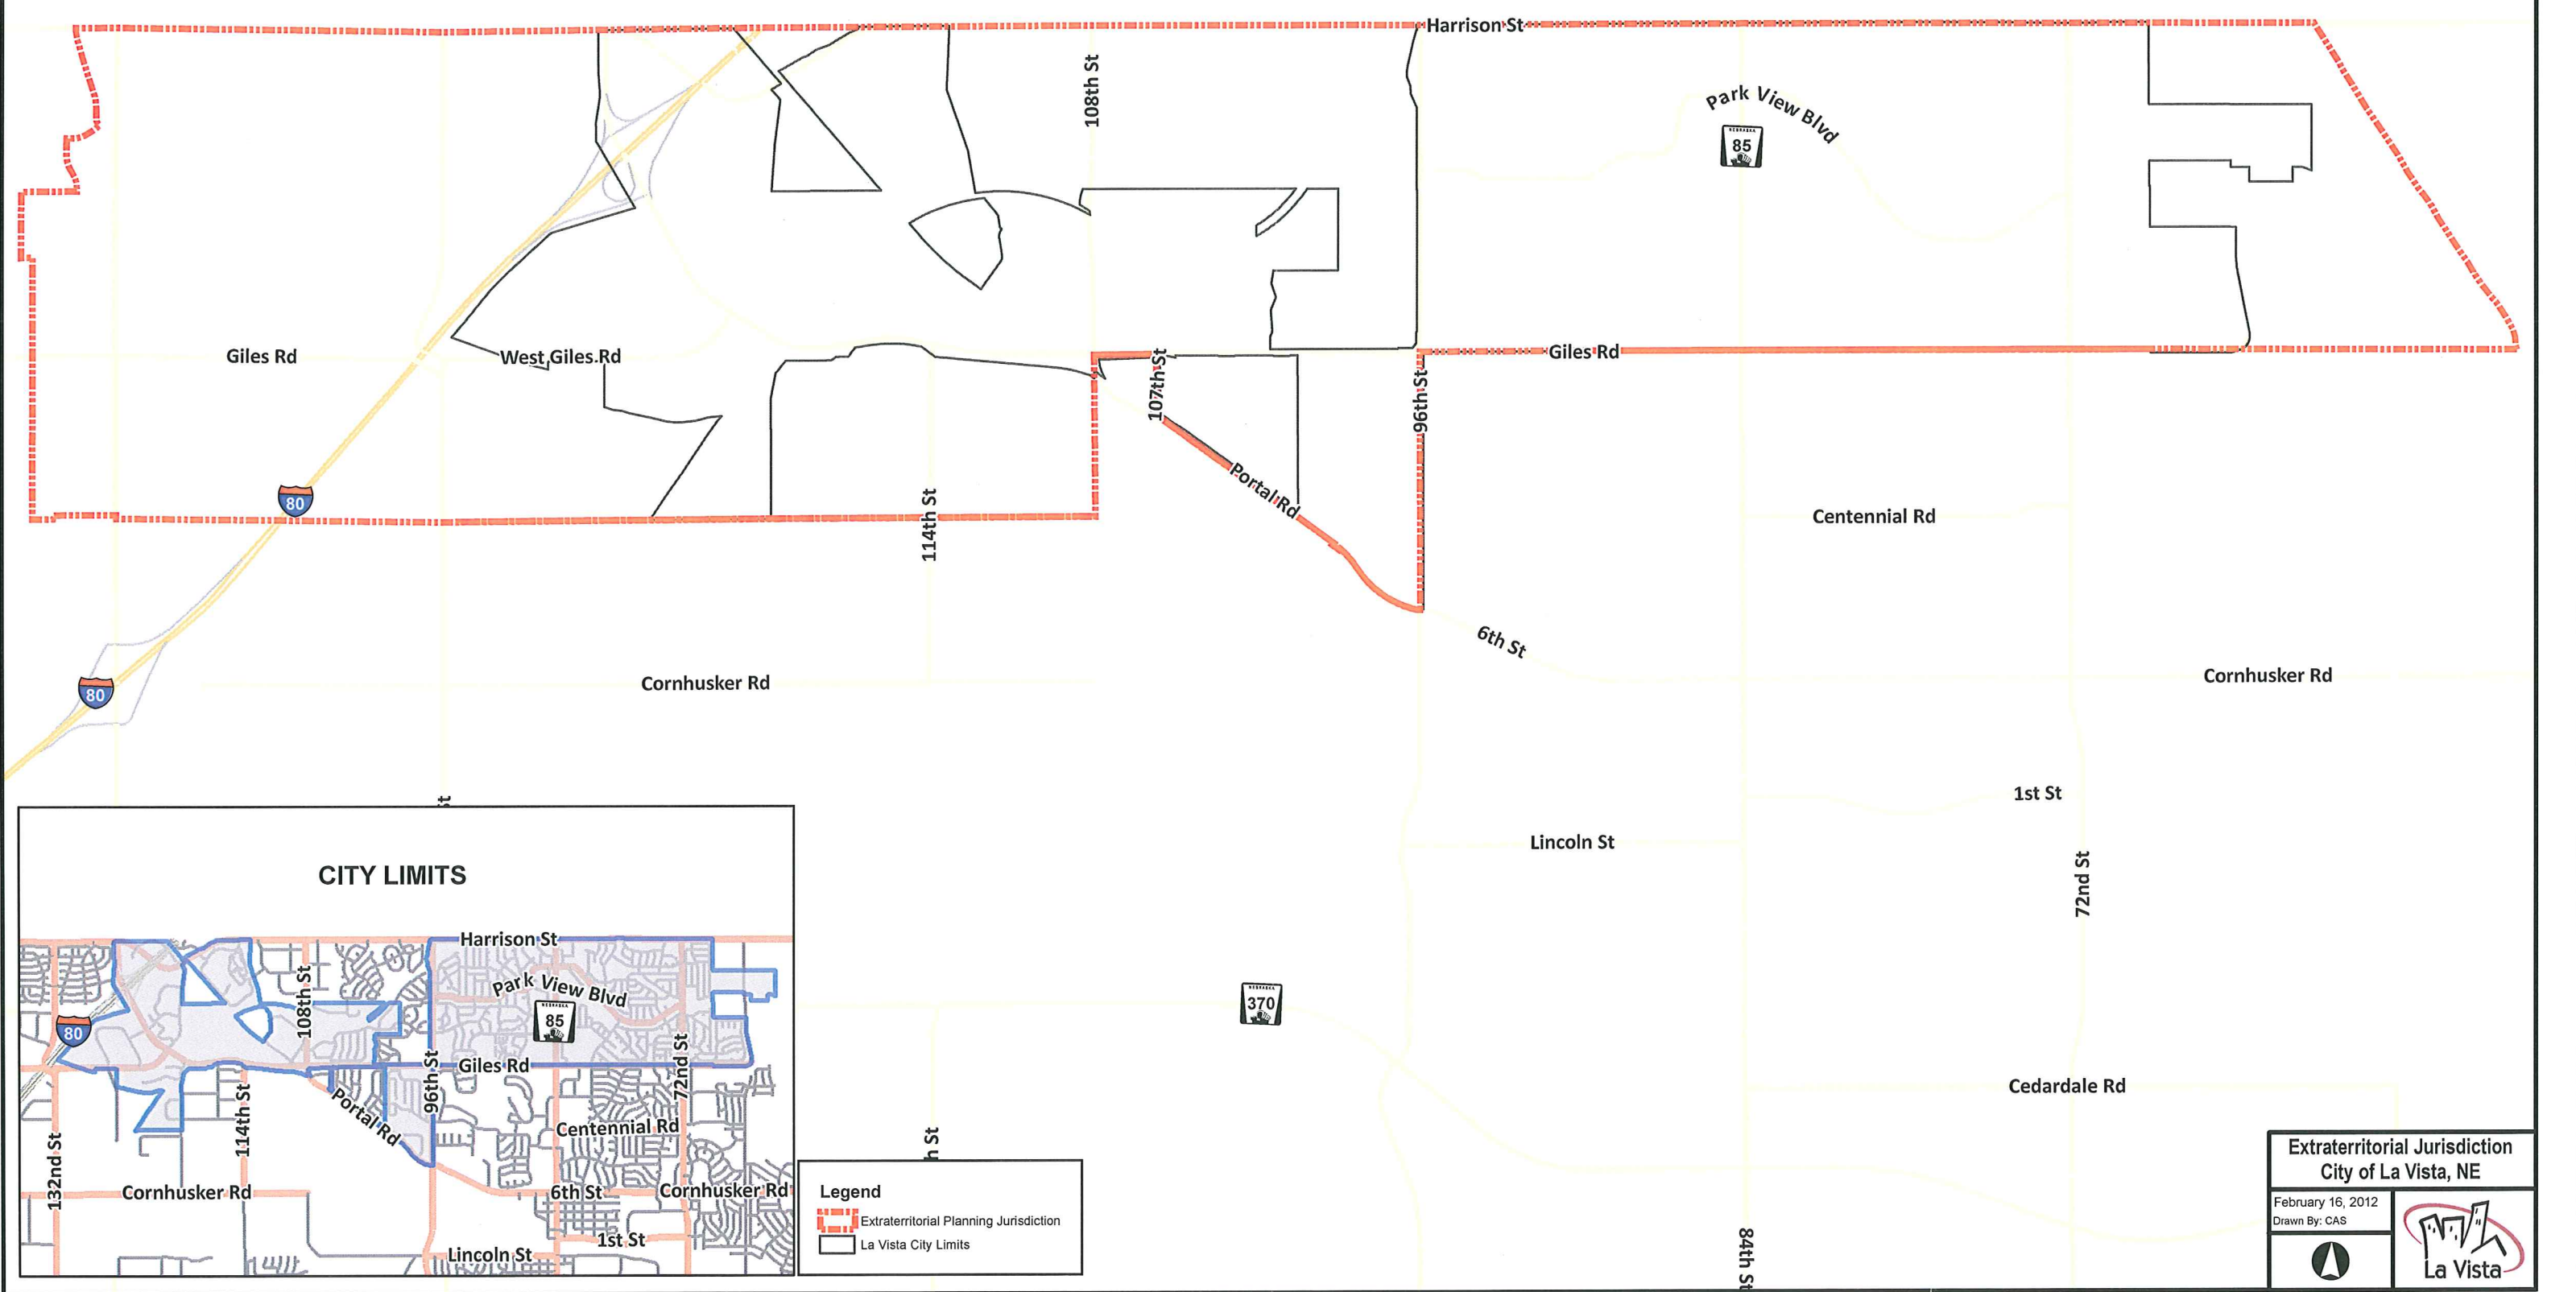 Harrison St
108th St
Park View Blvd
NEBRASKA
85
Giles Rd
West Giles Rd
107th St
Giles Rd
96th St
Portal Rd
80
114th St
Centennial Rd
6th St
80
Cornhusker Rd
Cornhusker Rd
1st St
Lincoln St
72nd St
NEBRASKA
370
Cedardale Rd
84th St
CITY LIMITS
Harrison St
108th St
Park View Blvd
NEBRASKA
85
80
Giles Rd
96th St
72nd St
Portal Rd
114th St
Centennial Rd
132nd St
Cornhusker Rd
6th St
Cornhusker Rd
1st St
Lincoln St
h St
Legend
Extraterritorial Planning Jurisdiction
La Vista City Limits
Extraterritorial Jurisdiction
City of La Vista, NE
February 16, 2012
Drawn By: CAS
La Vista